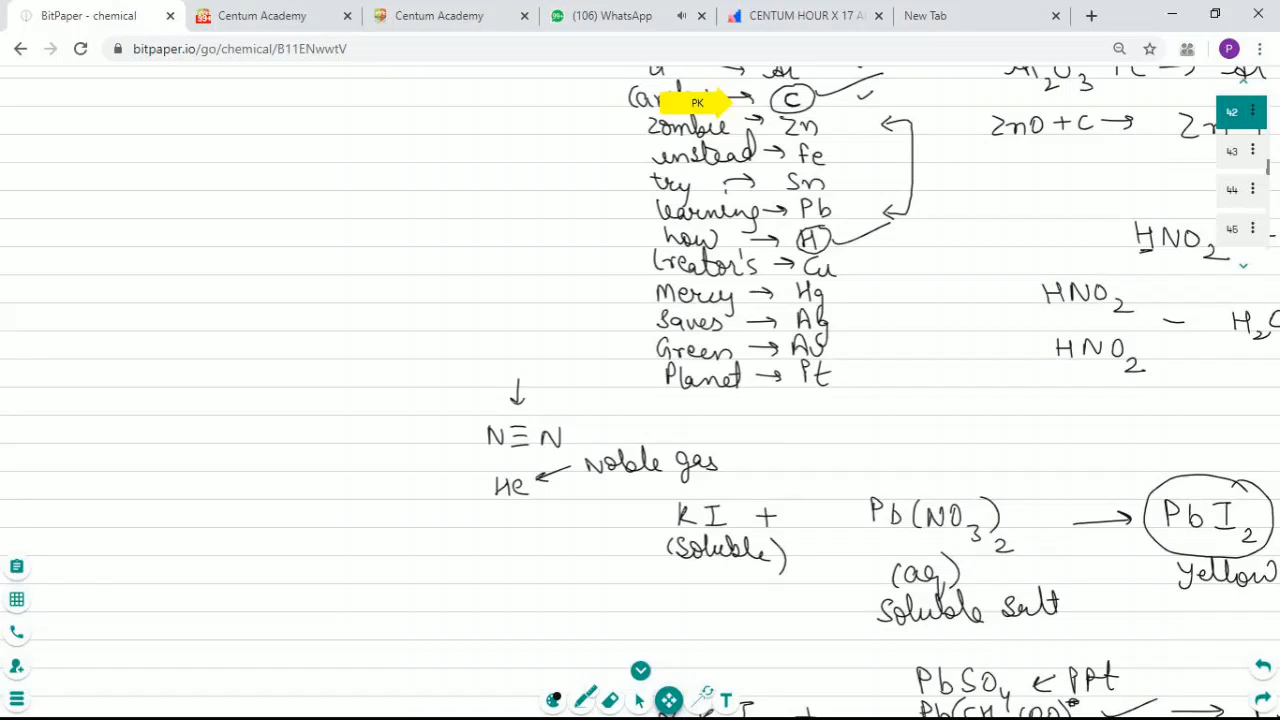 BitPaper - chemical
Centum Academy
Centum Academy
(106) WhatsApp
CENTUM HOUR X 17 A
New Tab
bitpaper.io/go/chemical/B11ENwwtV
PK
→ C
Zombie → Zn
ZnO + C → Zn
instead → Fe
try → Sn
learning → Pb
how → H
HNO2
Creator's → Cu
Mercy → Hg
HNO2
Saves → Ag
- H2
Green → Au
HNO2
Planet → Pt
N≡N
He ← Noble gas
KI + Pb(NO3)2 → PbI2
(Soluble)
(aq)
yellow
Soluble salt
PbSO4 ← PPt
42
43
44
45
T